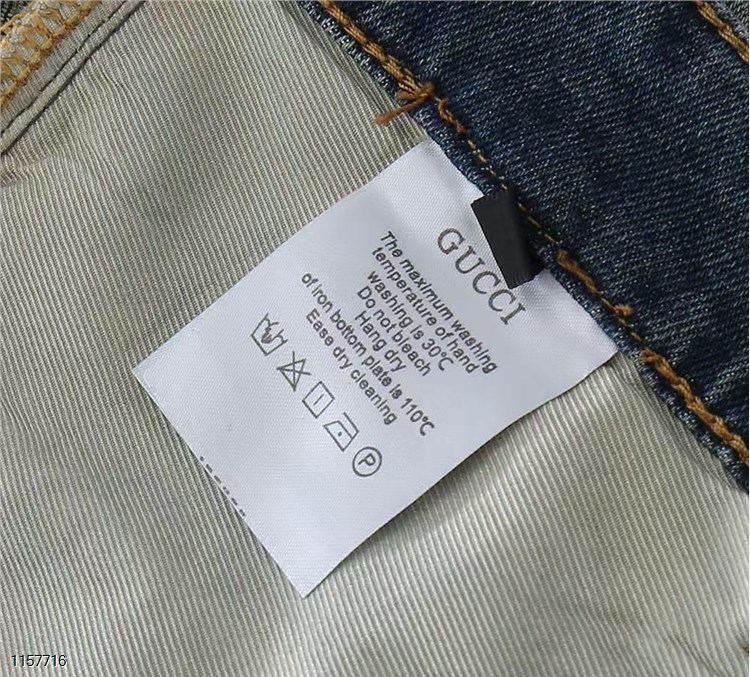 GUCCI
The maximum washing
temperature of hand
washing is 30℃
Do not bleach
Hang dry
of iron bottom plate is 110℃
Ease dry cleaning
P
1157716